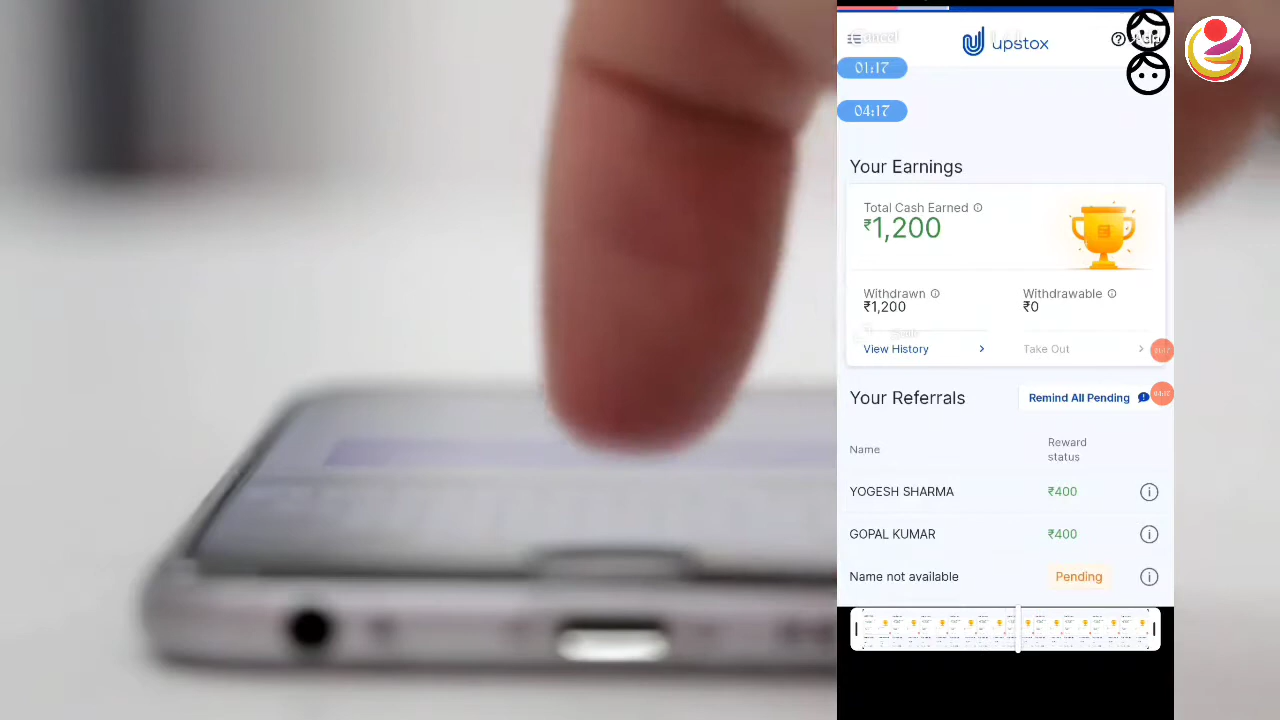 Cancel
upstox
01:17
04:17
Your Earnings
Total Cash Earned
₹1,200
Withdrawn
₹1,200
Withdrawable
₹0
View History
Take Out
Your Referrals
Remind All Pending
Name
Reward
status
YOGESH SHARMA
₹400
GOPAL KUMAR
₹400
Name not available
Pending